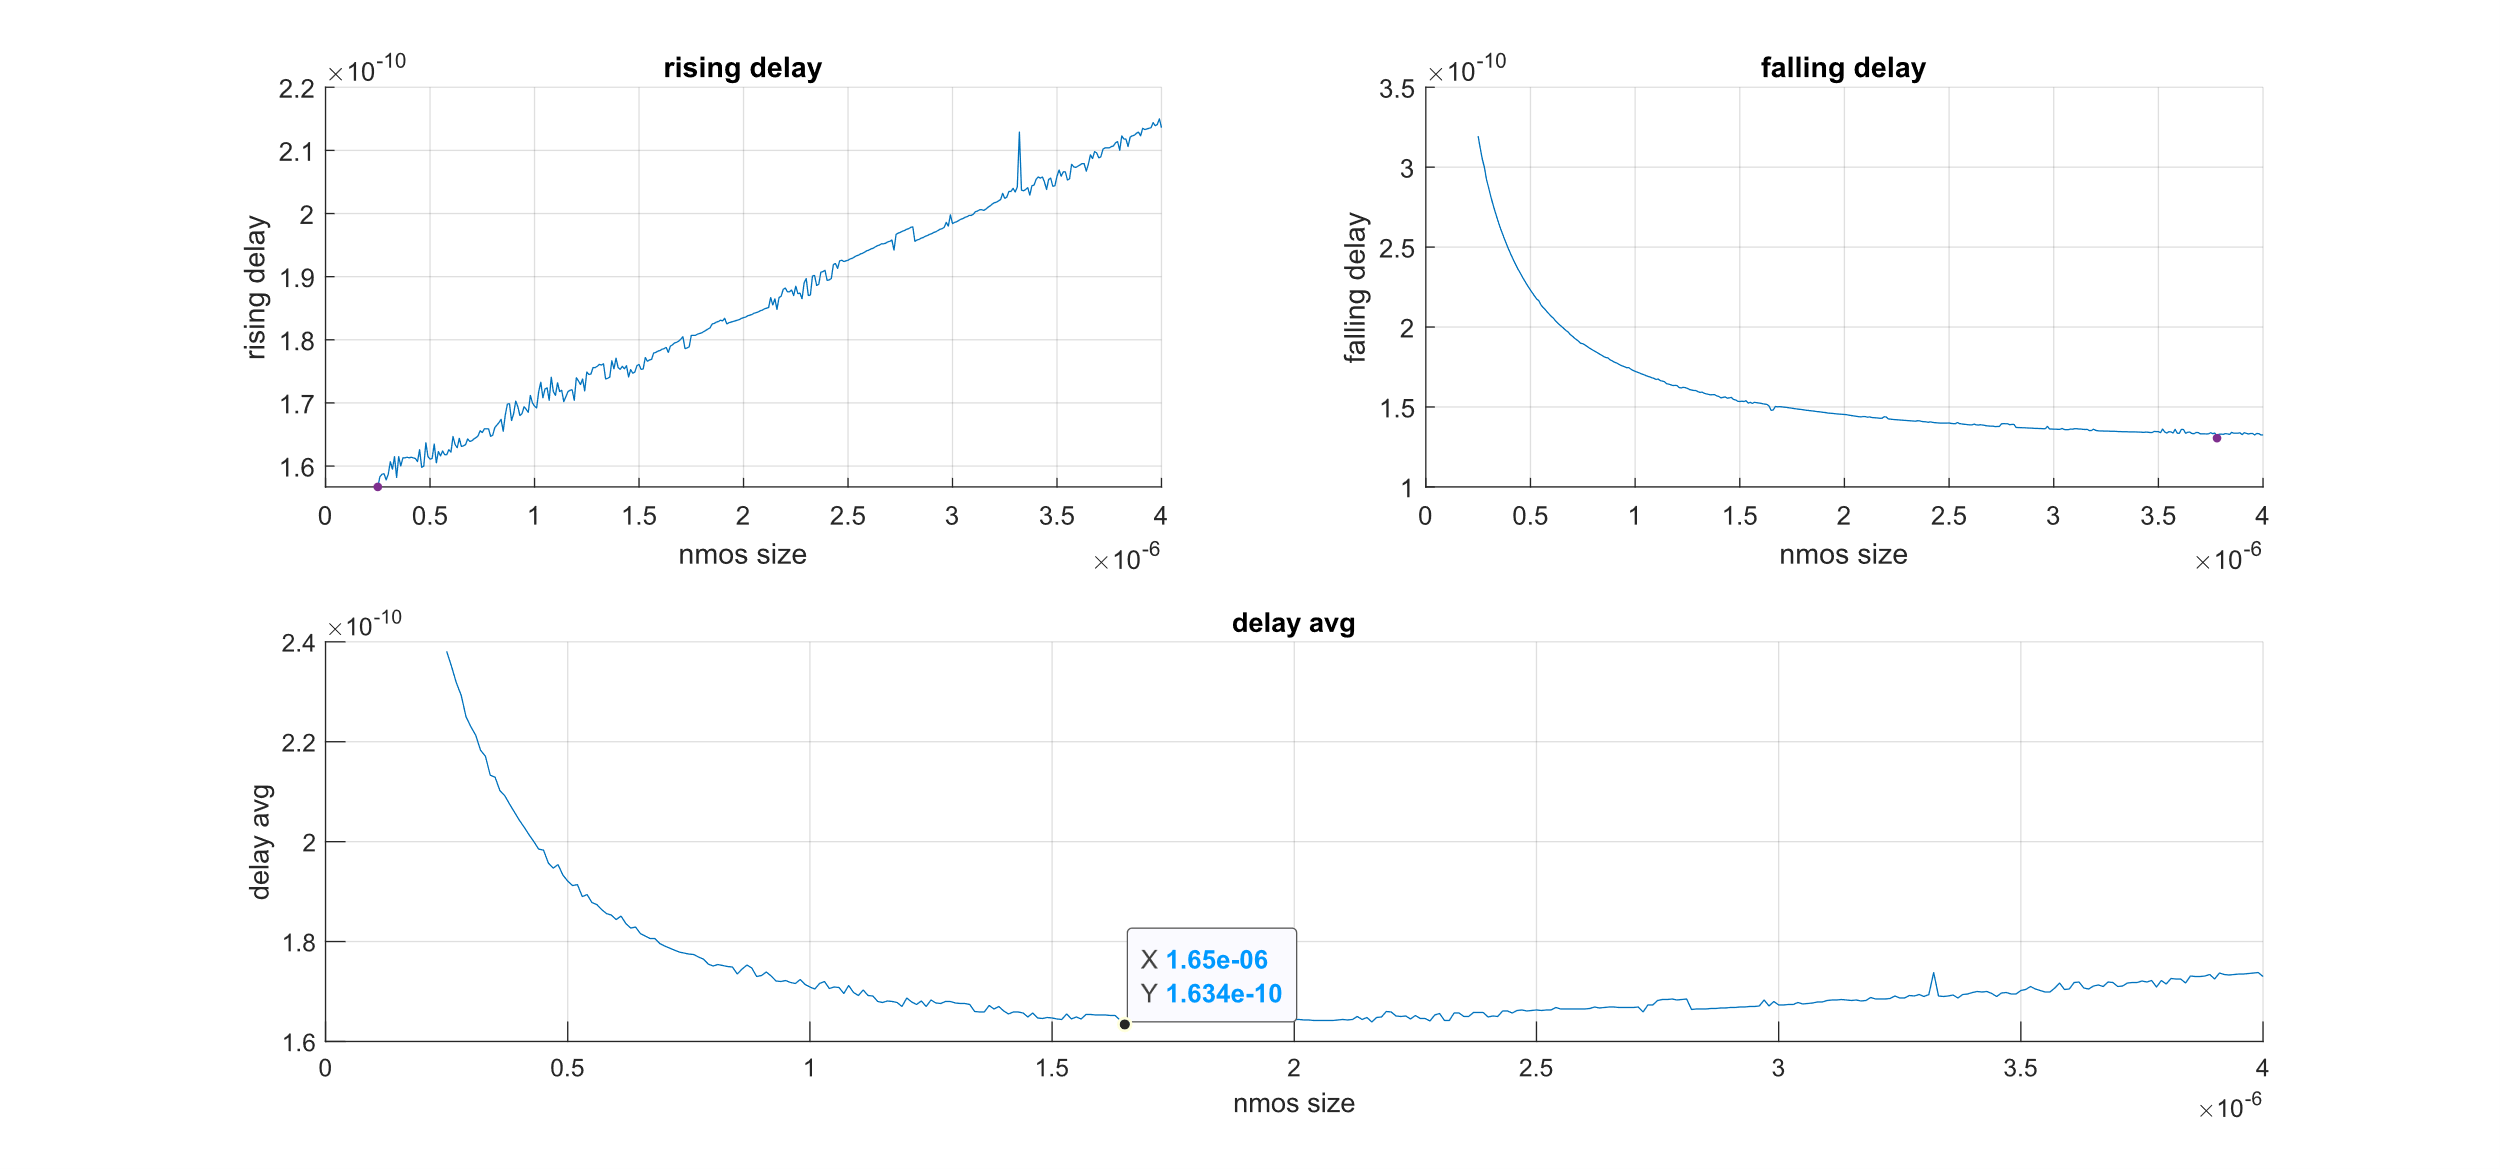 rising delay
×10-10
2.2
2.1
2
1.9
1.8
1.7
1.6
rising delay
0 0.5 1 1.5 2 2.5 3 3.5 4
nmos size
×10-6
falling delay
×10-10
3.5
3
2.5
2
1.5
1
falling delay
0 0.5 1 1.5 2 2.5 3 3.5 4
nmos size
×10-6
delay avg
×10-10
2.4
2.2
2
1.8
1.6
delay avg
X 1.65e-06
Y 1.634e-10
0 0.5 1 1.5 2 2.5 3 3.5 4
nmos size
×10-6